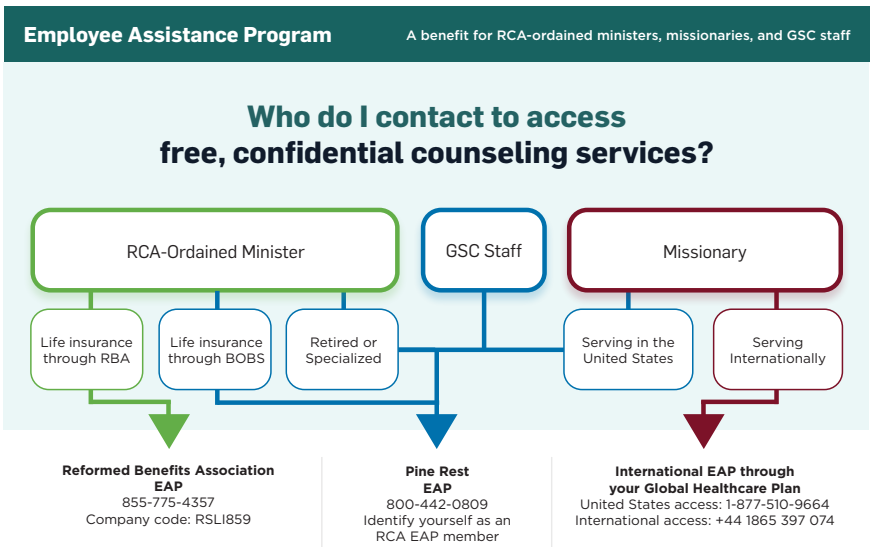 Employee Assistance Program
A benefit for RCA-ordained ministers, missionaries, and GSC staff
Who do I contact to access
free, confidential counseling services?
RCA-Ordained Minister
GSC Staff
Missionary
Life insurance
through RBA
Life insurance
through BOBS
Retired or
Specialized
Serving in the
United States
Serving
Internationally
Reformed Benefits Association
EAP
855-775-4357
Company code: RSLI859
Pine Rest
EAP
800-442-0809
Identify yourself as an
RCA EAP member
International EAP through
your Global Healthcare Plan
United States access: 1-877-510-9664
International access: +44 1865 397 074